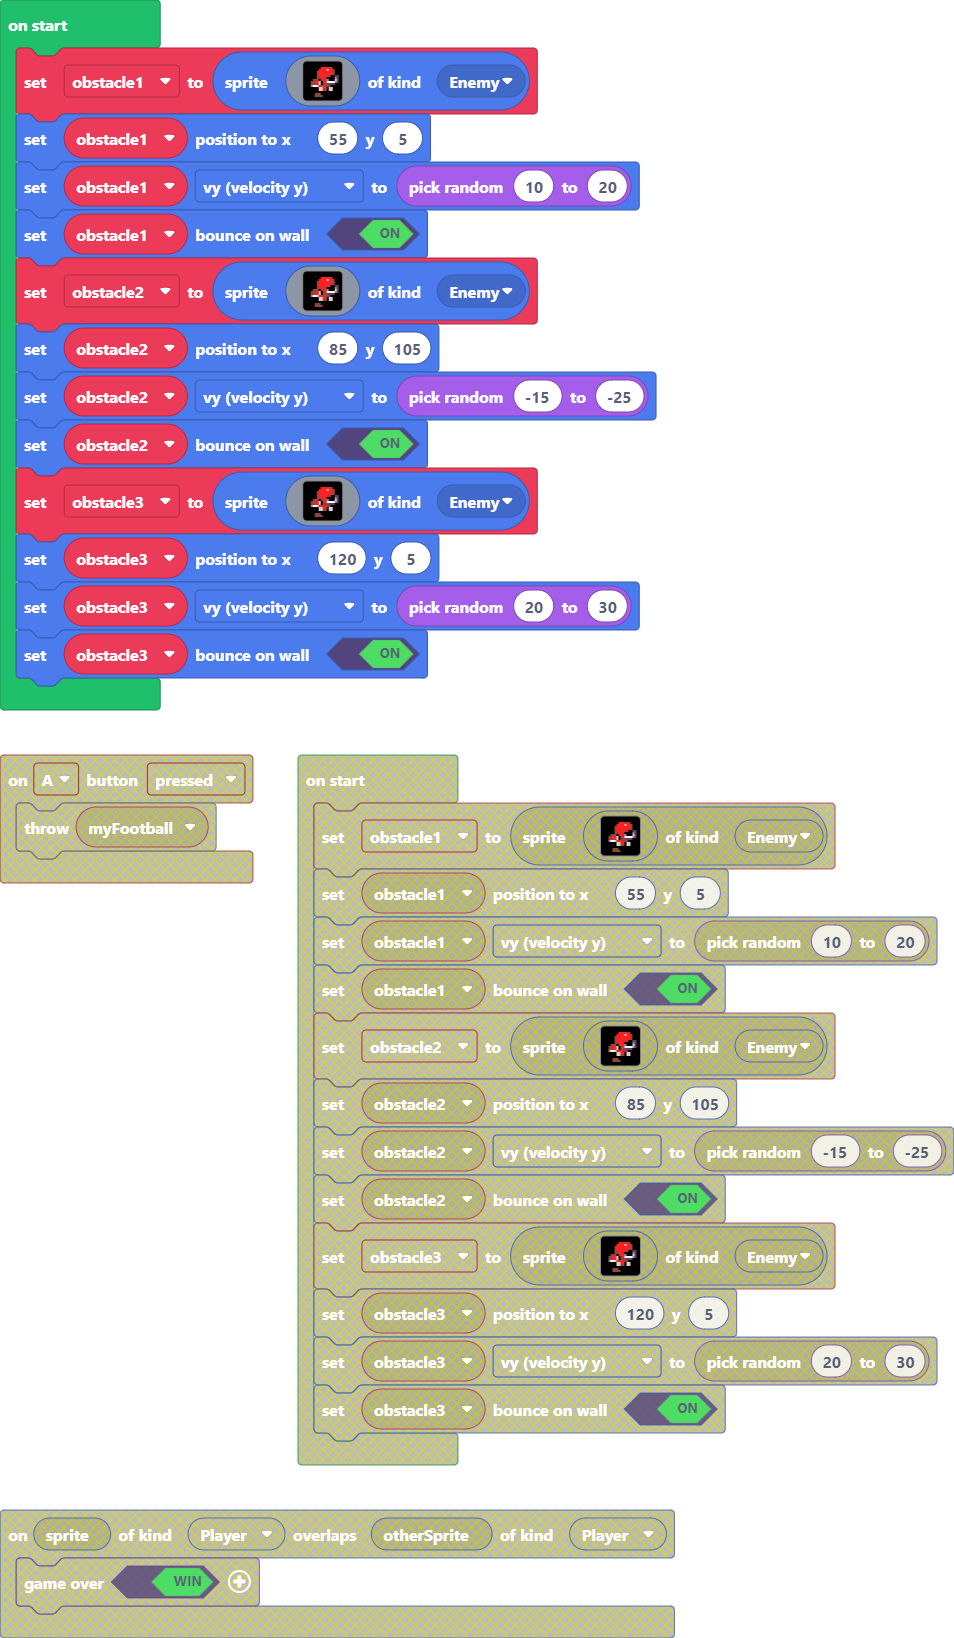 on start
set obstacle1 to sprite of kind Enemy
set obstacle1 position to x 55 y 5
set obstacle1 vy (velocity y) to pick random 10 to 20
set obstacle1 bounce on wall ON
set obstacle2 to sprite of kind Enemy
set obstacle2 position to x 85 y 105
set obstacle2 vy (velocity y) to pick random -15 to -25
set obstacle2 bounce on wall ON
set obstacle3 to sprite of kind Enemy
set obstacle3 position to x 120 y 5
set obstacle3 vy (velocity y) to pick random 20 to 30
set obstacle3 bounce on wall ON
on A button pressed
throw myFootball
on start
set obstacle1 to sprite of kind Enemy
set obstacle1 position to x 55 y 5
set obstacle1 vy (velocity y) to pick random 10 to 20
set obstacle1 bounce on wall ON
set obstacle2 to sprite of kind Enemy
set obstacle2 position to x 85 y 105
set obstacle2 vy (velocity y) to pick random -15 to -25
set obstacle2 bounce on wall ON
set obstacle3 to sprite of kind Enemy
set obstacle3 position to x 120 y 5
set obstacle3 vy (velocity y) to pick random 20 to 30
set obstacle3 bounce on wall ON
on sprite of kind Player overlaps otherSprite of kind Player
game over WIN